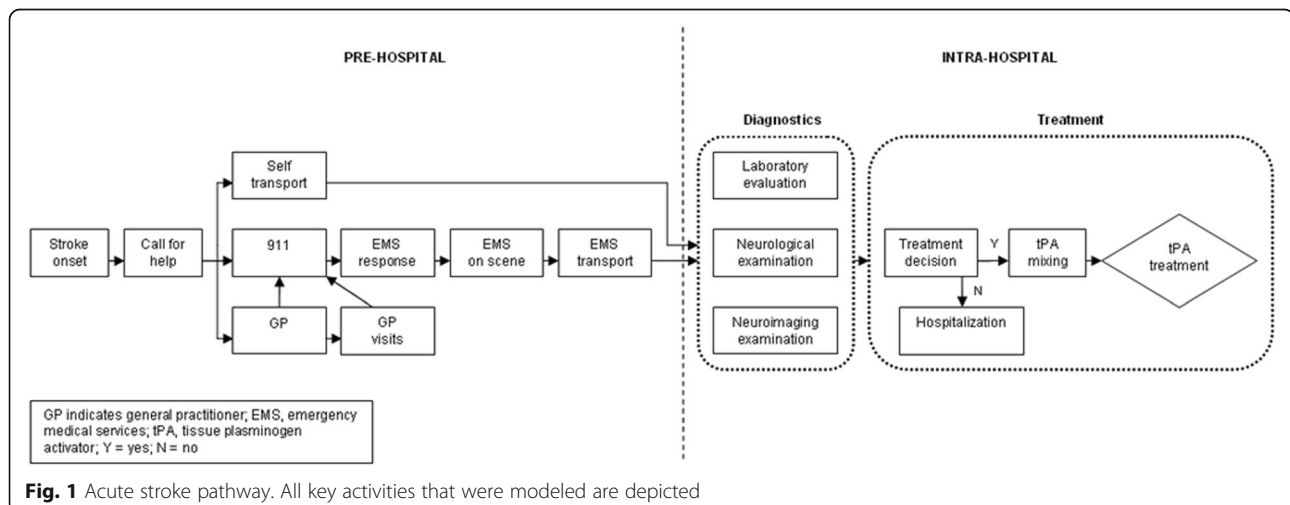 PRE-HOSPITAL
INTRA-HOSPITAL
Diagnostics
Treatment
Self
transport
Laboratory
evaluation
Stroke
onset
Call for
help
911
EMS
response
EMS
on scene
EMS
transport
Neurological
examination
Treatment
decision
Y
tPA
mixing
tPA
treatment
N
GP
GP
visits
Neuroimaging
examination
Hospitalization
GP indicates general practitioner; EMS, emergency
medical services; tPA, tissue plasminogen
activator; Y = yes; N = no
Fig. 1 Acute stroke pathway. All key activities that were modeled are depicted